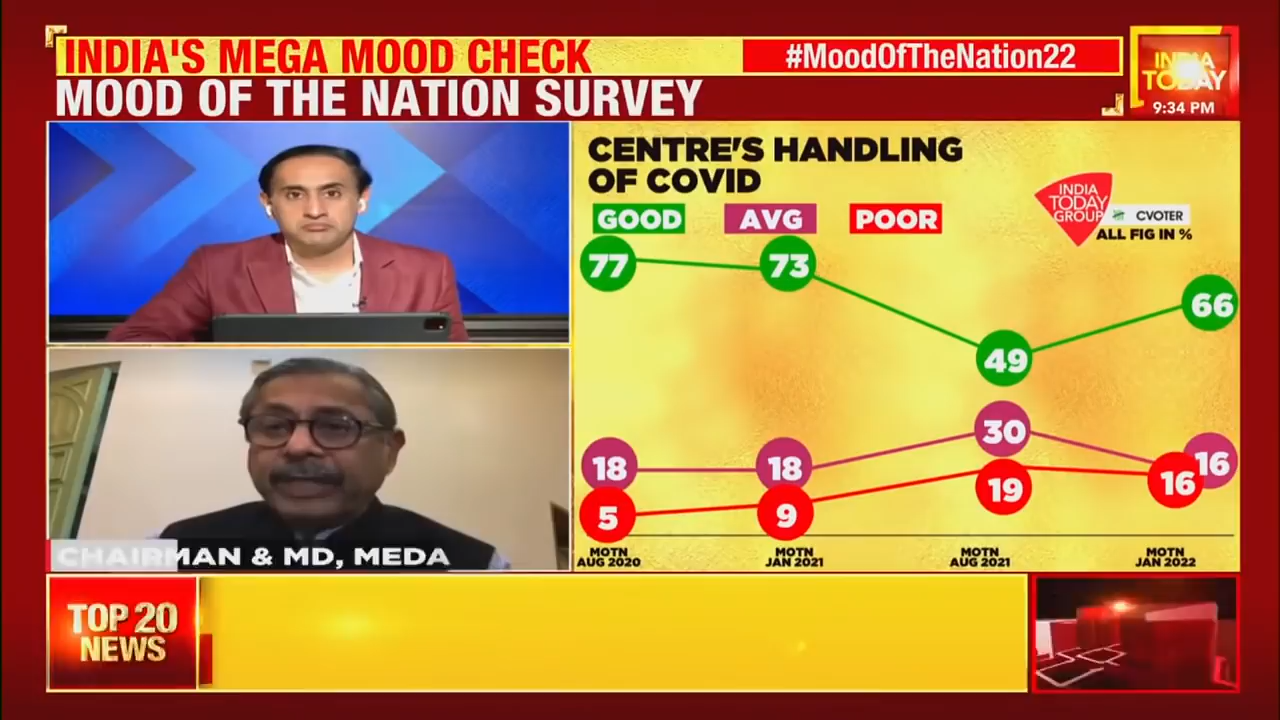 INDIA'S MEGA MOOD CHECK
#MoodOfTheNation22
INDIA
TODAY
9:34 PM
MOOD OF THE NATION SURVEY
CENTRE'S HANDLING
OF COVID
GOOD AVG POOR
INDIA
TODAY
GROUP
CVOTER
ALL FIG IN %
77 73 49 66
18 18 30 16
5 9 19 16
MOTN
AUG 2020
MOTN
JAN 2021
MOTN
AUG 2021
MOTN
JAN 2022
CHAIRMAN & MD, MEDA
TOP 20
NEWS